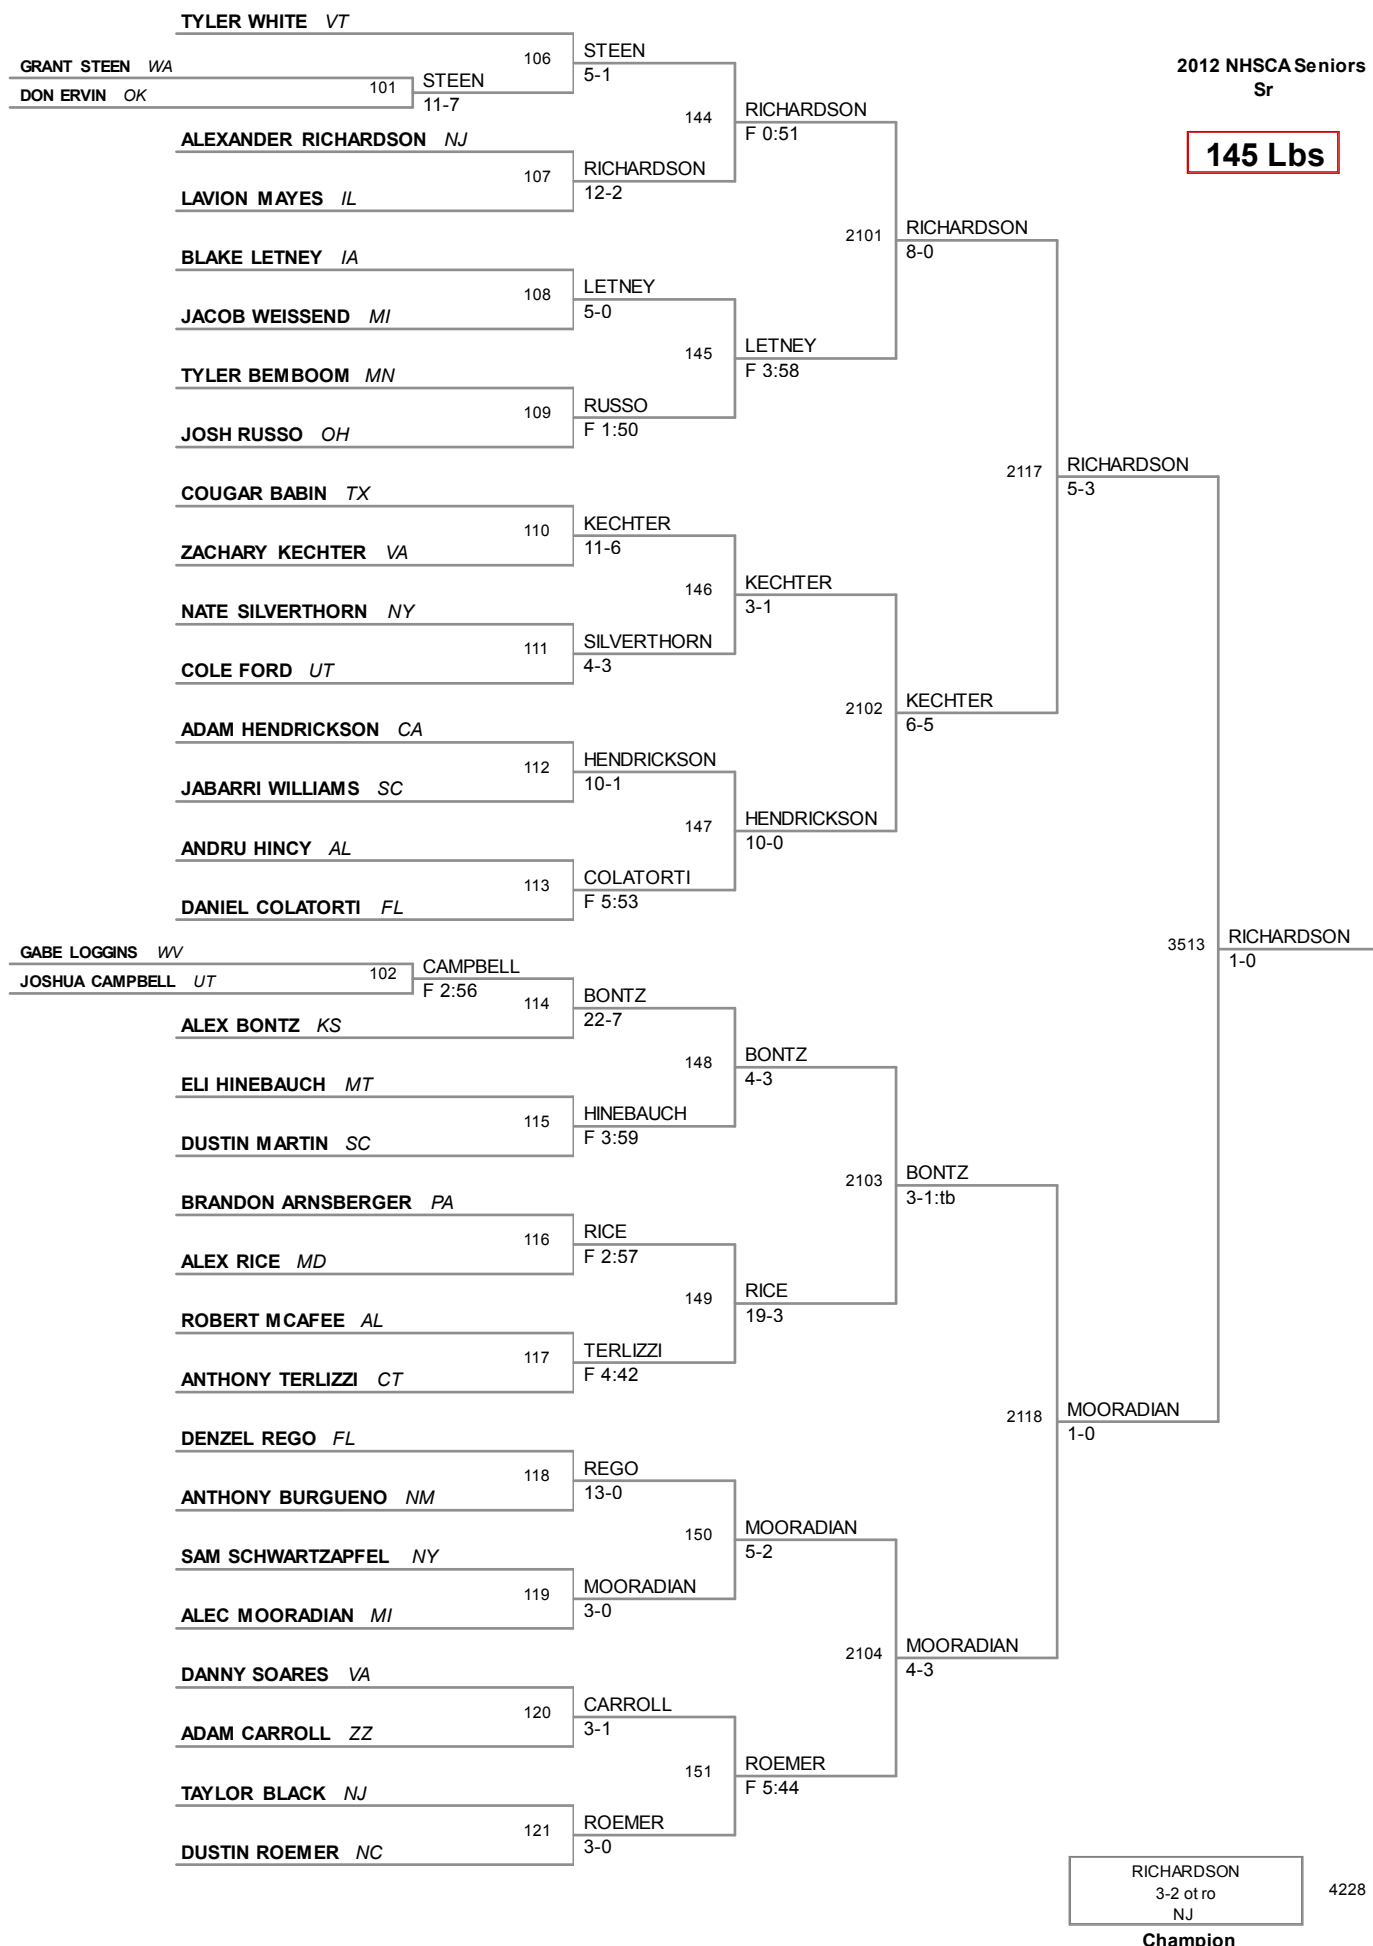 TYLER WHITE VT
106
STEEN
5-1
2012 NHSCA Seniors
Sr
GRANT STEEN WA
DON ERVIN OK
101
STEEN
11-7
144
RICHARDSON
F 0:51
145 Lbs
ALEXANDER RICHARDSON NJ
107
RICHARDSON
12-2
LAVION MAYES IL
2101
RICHARDSON
8-0
BLAKE LETNEY IA
108
LETNEY
5-0
JACOB WEISSEND MI
145
LETNEY
F 3:58
TYLER BEMBOOM MN
109
RUSSO
F 1:50
JOSH RUSSO OH
2117
RICHARDSON
5-3
COUGAR BABIN TX
110
KECHTER
11-6
ZACHARY KECHTER VA
146
KECHTER
3-1
NATE SILVERTHORN NY
111
SILVERTHORN
4-3
COLE FORD UT
2102
KECHTER
6-5
ADAM HENDRICKSON CA
112
HENDRICKSON
10-1
JABARRI WILLIAMS SC
147
HENDRICKSON
10-0
ANDRU HINCY AL
113
COLATORTI
F 5:53
DANIEL COLATORTI FL
3513
RICHARDSON
1-0
GABE LOGGINS WV
JOSHUA CAMPBELL UT
102
CAMPBELL
F 2:56
114
BONTZ
22-7
ALEX BONTZ KS
148
BONTZ
4-3
ELI HINEBAUCH MT
115
HINEBAUCH
F 3:59
DUSTIN MARTIN SC
2103
BONTZ
3-1:tb
BRANDON ARNSBERGER PA
116
RICE
F 2:57
ALEX RICE MD
149
RICE
19-3
ROBERT MCAFEE AL
117
TERLIZZI
F 4:42
ANTHONY TERLIZZI CT
2118
MOORADIAN
1-0
DENZEL REGO FL
118
REGO
13-0
ANTHONY BURGUENO NM
150
MOORADIAN
5-2
SAM SCHWARTZAPFEL NY
119
MOORADIAN
3-0
ALEC MOORADIAN MI
2104
MOORADIAN
4-3
DANNY SOARES VA
120
CARROLL
3-1
ADAM CARROLL ZZ
151
ROEMER
F 5:44
TAYLOR BLACK NJ
121
ROEMER
3-0
DUSTIN ROEMER NC
RICHARDSON
3-2 ot ro
NJ
4228
Champion